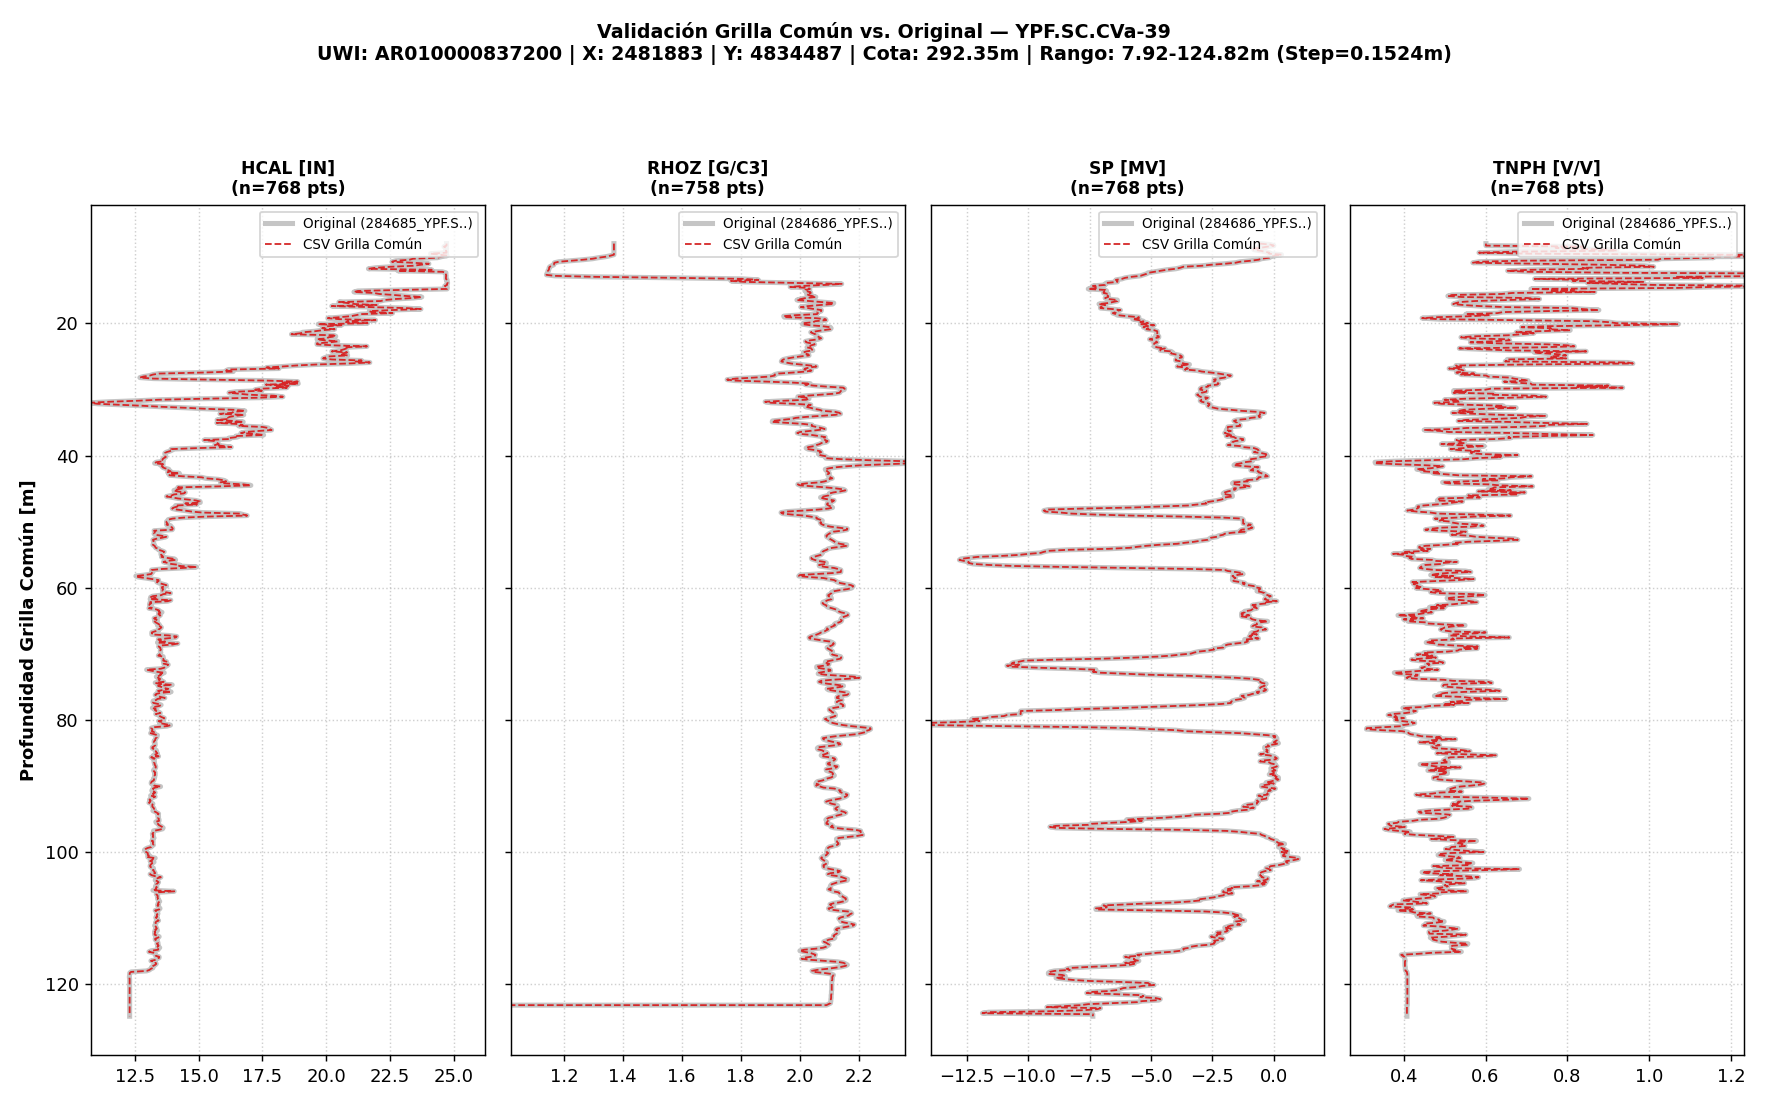 Validación Grilla Común vs. Original — YPF.SC.CVa-39
UWI: AR010000837200 | X: 2481883 | Y: 4834487 | Cota: 292.35m | Rango: 7.92-124.82m (Step=0.1524m)
HCAL [IN]
(n=768 pts)
RHOZ [G/C3]
(n=758 pts)
SP [MV]
(n=768 pts)
TNPH [V/V]
(n=768 pts)
Original (284685_YPF.S..)
CSV Grilla Común
Original (284686_YPF.S..)
CSV Grilla Común
Original (284686_YPF.S..)
CSV Grilla Común
Original (284686_YPF.S..)
CSV Grilla Común
Profundidad Grilla Común [m]
20
40
60
80
100
120
12.5 15.0 17.5 20.0 22.5 25.0
1.2 1.4 1.6 1.8 2.0 2.2
−12.5 −10.0 −7.5 −5.0 −2.5 0.0
0.4 0.6 0.8 1.0 1.2